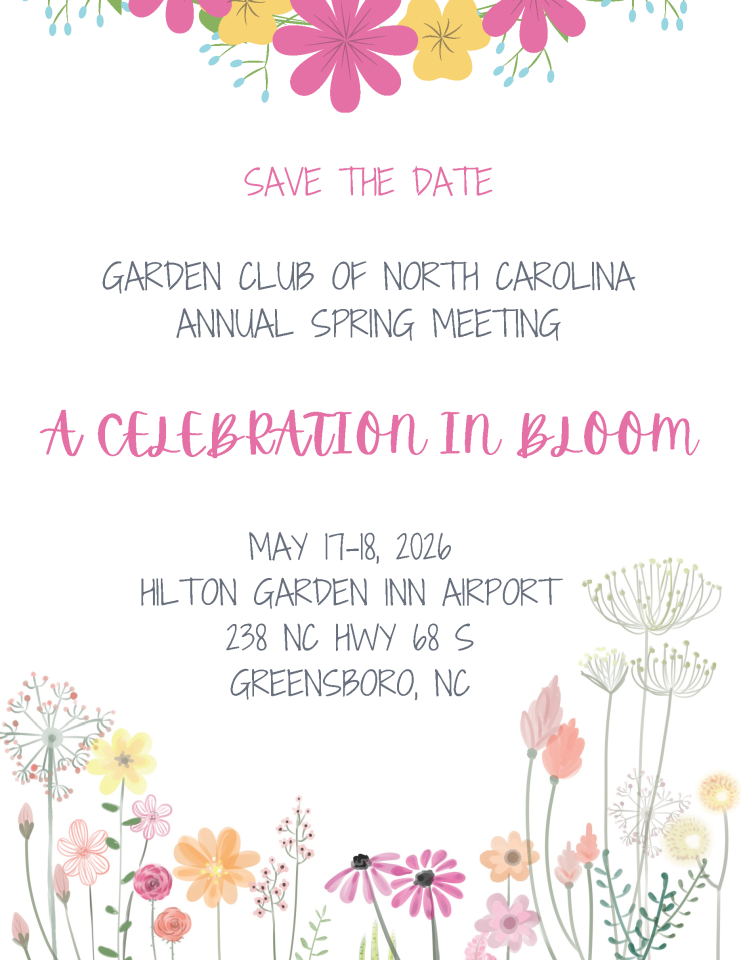 SAVE THE DATE
GARDEN CLUB OF NORTH CAROLINA
ANNUAL SPRING MEETING
A CELEBRATION IN BLOOM
MAY 17-18, 2026
HILTON GARDEN INN AIRPORT
238 NC HWY 68 S
GREENSBORO, NC